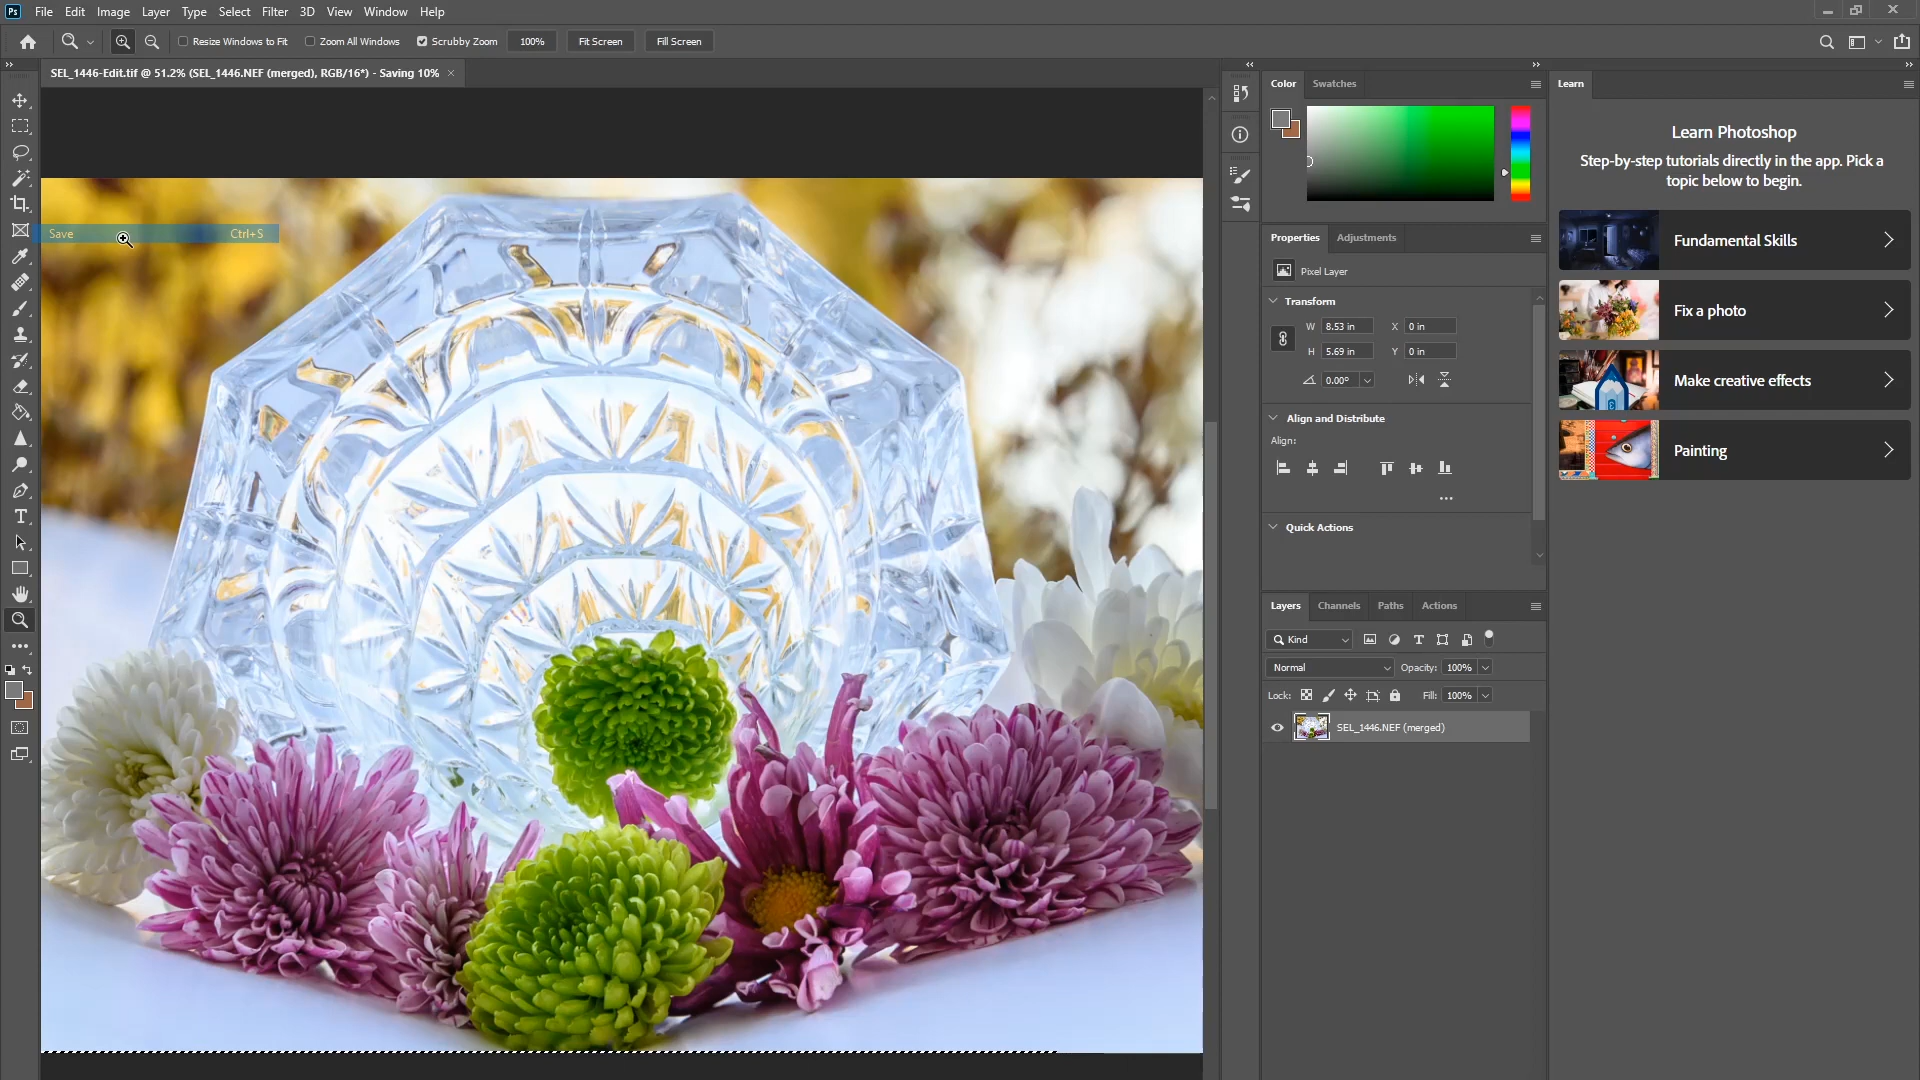 Ps File Edit Image Layer Type Select Filter 3D View Window Help
Resize Windows to Fit Zoom All Windows Scrubby Zoom 100% Fit Screen Fill Screen
SEL_1446-Edit.tif @ 51.2% (SEL_1446.NEF (merged), RGB/16*) - Saving 10% ×
Save Ctrl+S
Color Swatches
Properties Adjustments
Pixel Layer
Transform
W 8.53 in X 0 in
H 5.69 in Y 0 in
0.00°
Align and Distribute
Align:
Quick Actions
Layers Channels Paths Actions
Kind
Normal Opacity: 100%
Lock: Fill: 100%
SEL_1446.NEF (merged)
Learn
Learn Photoshop
Step-by-step tutorials directly in the app. Pick a
topic below to begin.
Fundamental Skills
Fix a photo
Make creative effects
Painting